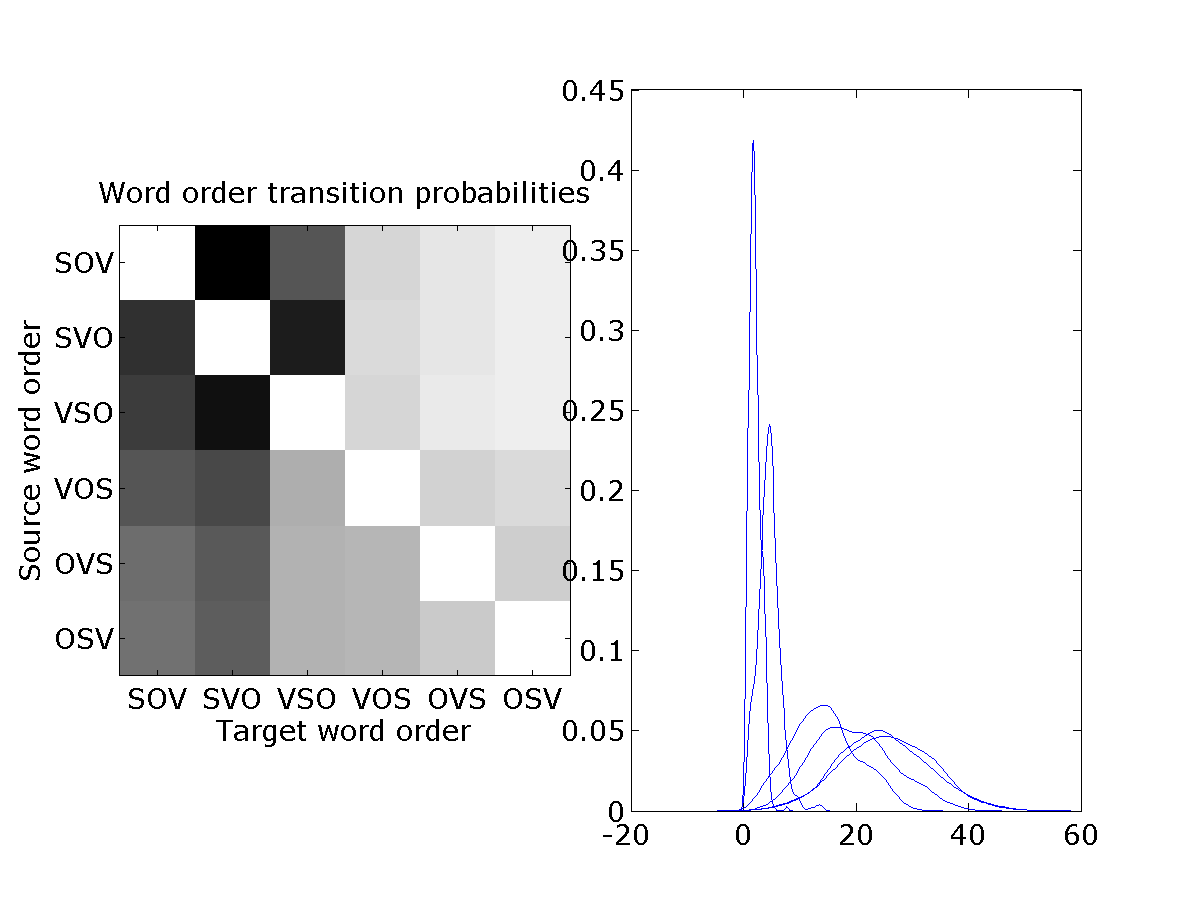 Word order transition probabilities
Source word order
SOV
SVO
VSO
VOS
OVS
OSV
SOV SVO VSO VOS OVS OSV
Target word order
0.45
0.4
0.35
0.3
0.25
0.2
0.15
0.1
0.05
0
-20 0 20 40 60